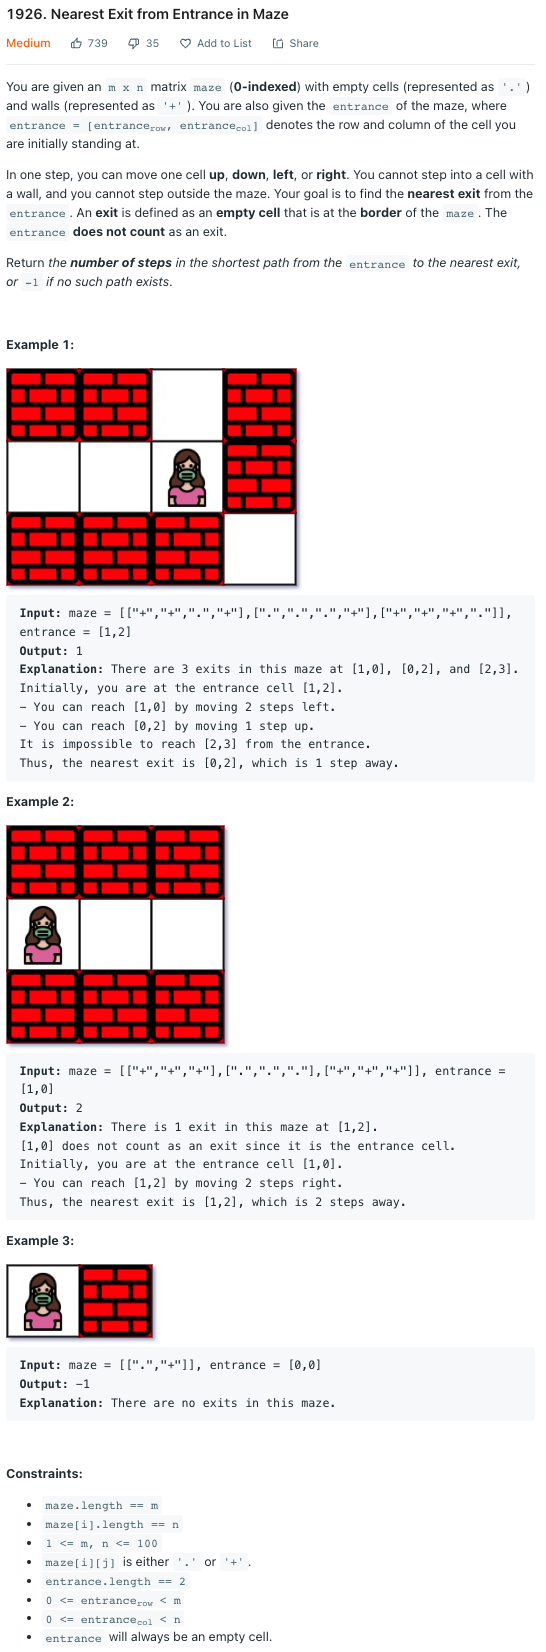 1926. Nearest Exit from Entrance in Maze
Medium 739 35 Add to List Share
You are given an m x n matrix maze (0-indexed) with empty cells (represented as '.' )
and walls (represented as '+' ). You are also given the entrance of the maze, where
entrance = [entrancerow, entrancecol] denotes the row and column of the cell you
are initially standing at.
In one step, you can move one cell up, down, left, or right. You cannot step into a cell with
a wall, and you cannot step outside the maze. Your goal is to find the nearest exit from the
entrance . An exit is defined as an empty cell that is at the border of the maze . The
entrance does not count as an exit.
Return the number of steps in the shortest path from the entrance to the nearest exit,
or -1 if no such path exists.
Example 1:
Input: maze = [["+","+",".","+"],[".",".",".","+"],["+","+","+","."]],
entrance = [1,2]
Output: 1
Explanation: There are 3 exits in this maze at [1,0], [0,2], and [2,3].
Initially, you are at the entrance cell [1,2].
- You can reach [1,0] by moving 2 steps left.
- You can reach [0,2] by moving 1 step up.
It is impossible to reach [2,3] from the entrance.
Thus, the nearest exit is [0,2], which is 1 step away.
Example 2:
Input: maze = [["+","+","+"],[".",".","."],["+","+","+"]], entrance =
[1,0]
Output: 2
Explanation: There is 1 exit in this maze at [1,2].
[1,0] does not count as an exit since it is the entrance cell.
Initially, you are at the entrance cell [1,0].
- You can reach [1,2] by moving 2 steps right.
Thus, the nearest exit is [1,2], which is 2 steps away.
Example 3:
Input: maze = [[".","+"]], entrance = [0,0]
Output: -1
Explanation: There are no exits in this maze.
Constraints:
• maze.length == m
• maze[i].length == n
• 1 <= m, n <= 100
• maze[i][j] is either '.' or '+' .
• entrance.length == 2
• 0 <= entrancerow < m
• 0 <= entrancecol < n
• entrance will always be an empty cell.